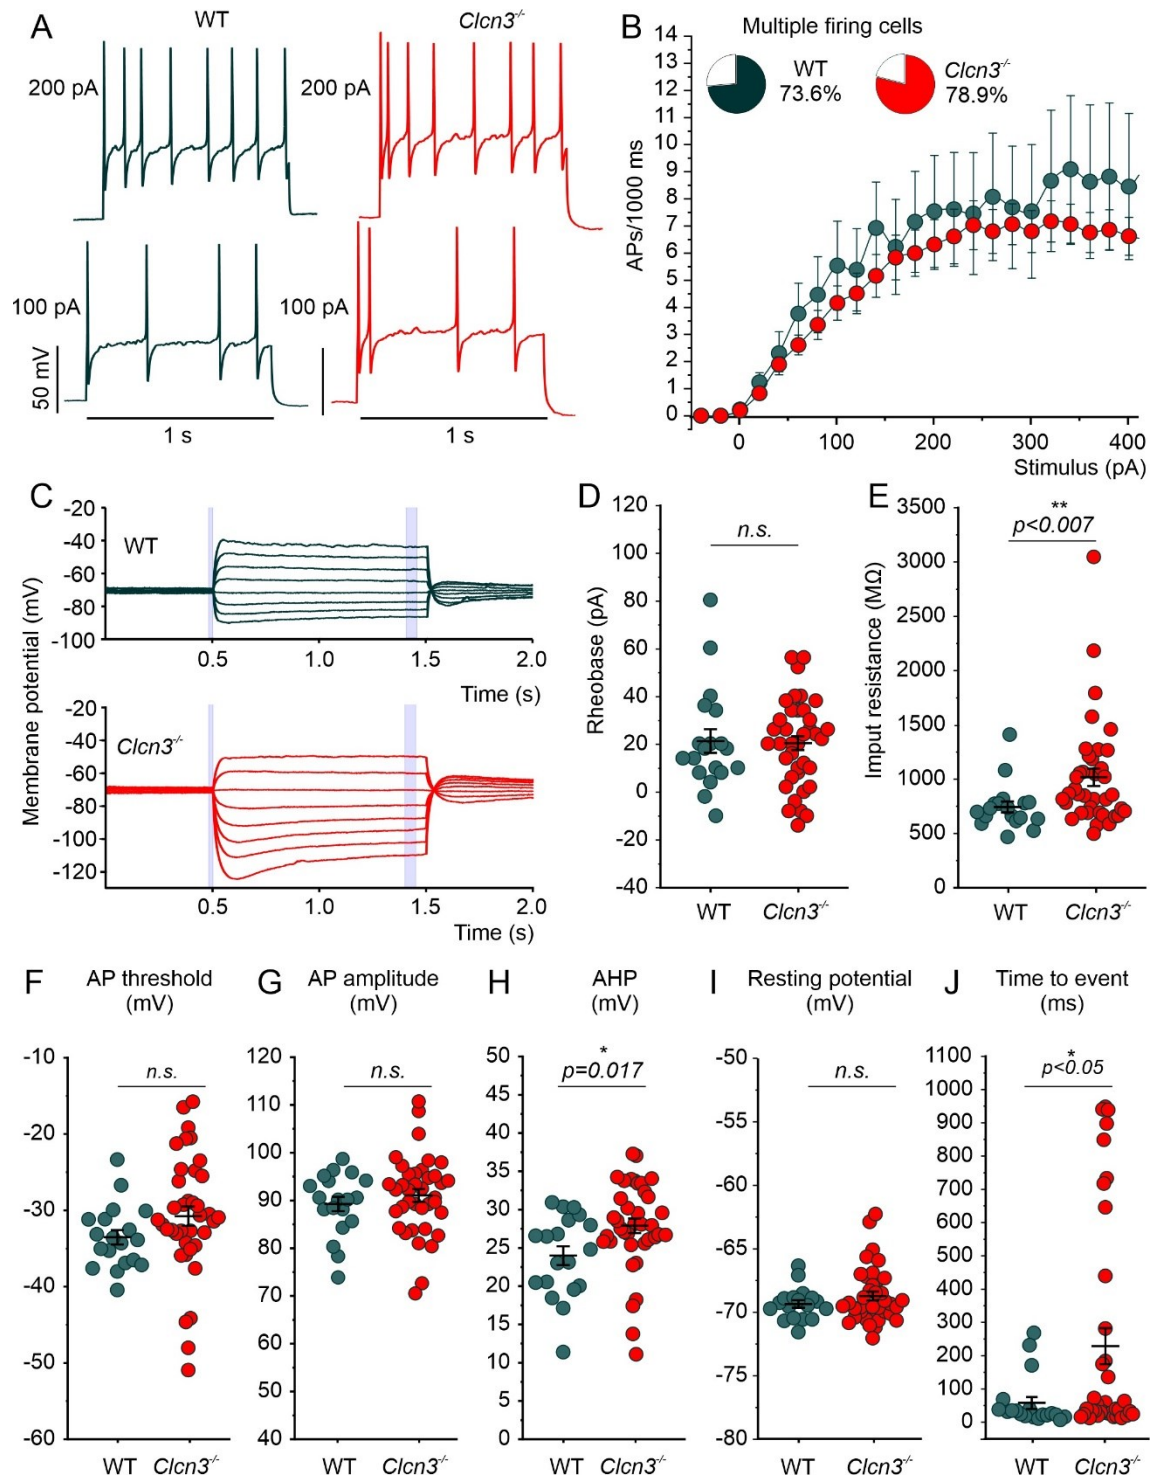 A
WT
Clcn3-/-
200 pA
200 pA
100 pA
100 pA
50 mV
1 s
1 s
B
Multiple firing cells
WT
73.6%
Clcn3-/-
78.9%
APs/1000 ms
14
13
12
11
10
9
8
7
6
5
4
3
2
1
0
0
100
200
300
400
Stimulus (pA)
C
Membrane potential (mV)
WT
-20
-40
-60
-80
-100
0.5
1.0
1.5
2.0
Time (s)
Clcn3-/-
-20
-40
-60
-80
-100
-120
0.5
1.0
1.5
2.0
Time (s)
D
Rheobase (pA)
120
100
80
60
40
20
0
-20
-40
n.s.
WT
Clcn3-/-
E
Imput resistance (MΩ)
3500
3000
2500
2000
1500
1000
500
0
**
p<0.007
WT
Clcn3-/-
F
AP threshold
(mV)
-10
-20
-30
-40
-50
-60
n.s.
WT
Clcn3-/-
G
AP amplitude
(mV)
120
110
100
90
80
70
60
50
40
n.s.
WT
Clcn3-/-
H
AHP
(mV)
50
45
40
35
30
25
20
15
10
5
0
*
p=0.017
WT
Clcn3-/-
I
Resting potential
(mV)
-50
-55
-60
-65
-70
-75
-80
n.s.
WT
Clcn3-/-
J
Time to event
(ms)
1100
1000
900
800
700
600
500
400
300
200
100
0
*
p<0.05
WT
Clcn3-/-